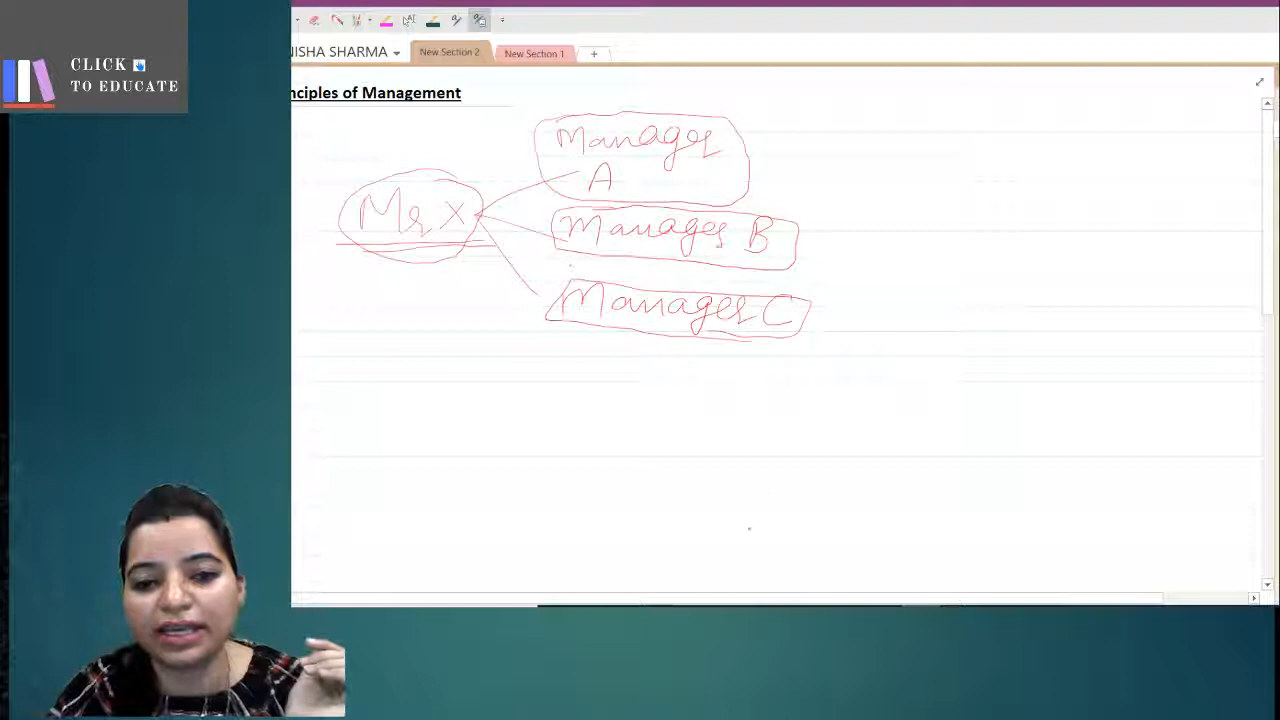 CLICK
TO EDUCATE
NISHA SHARMA
New Section 2
New Section 1
+
nciples of Management
Manager
A
Mr X
Manager B
Manager C